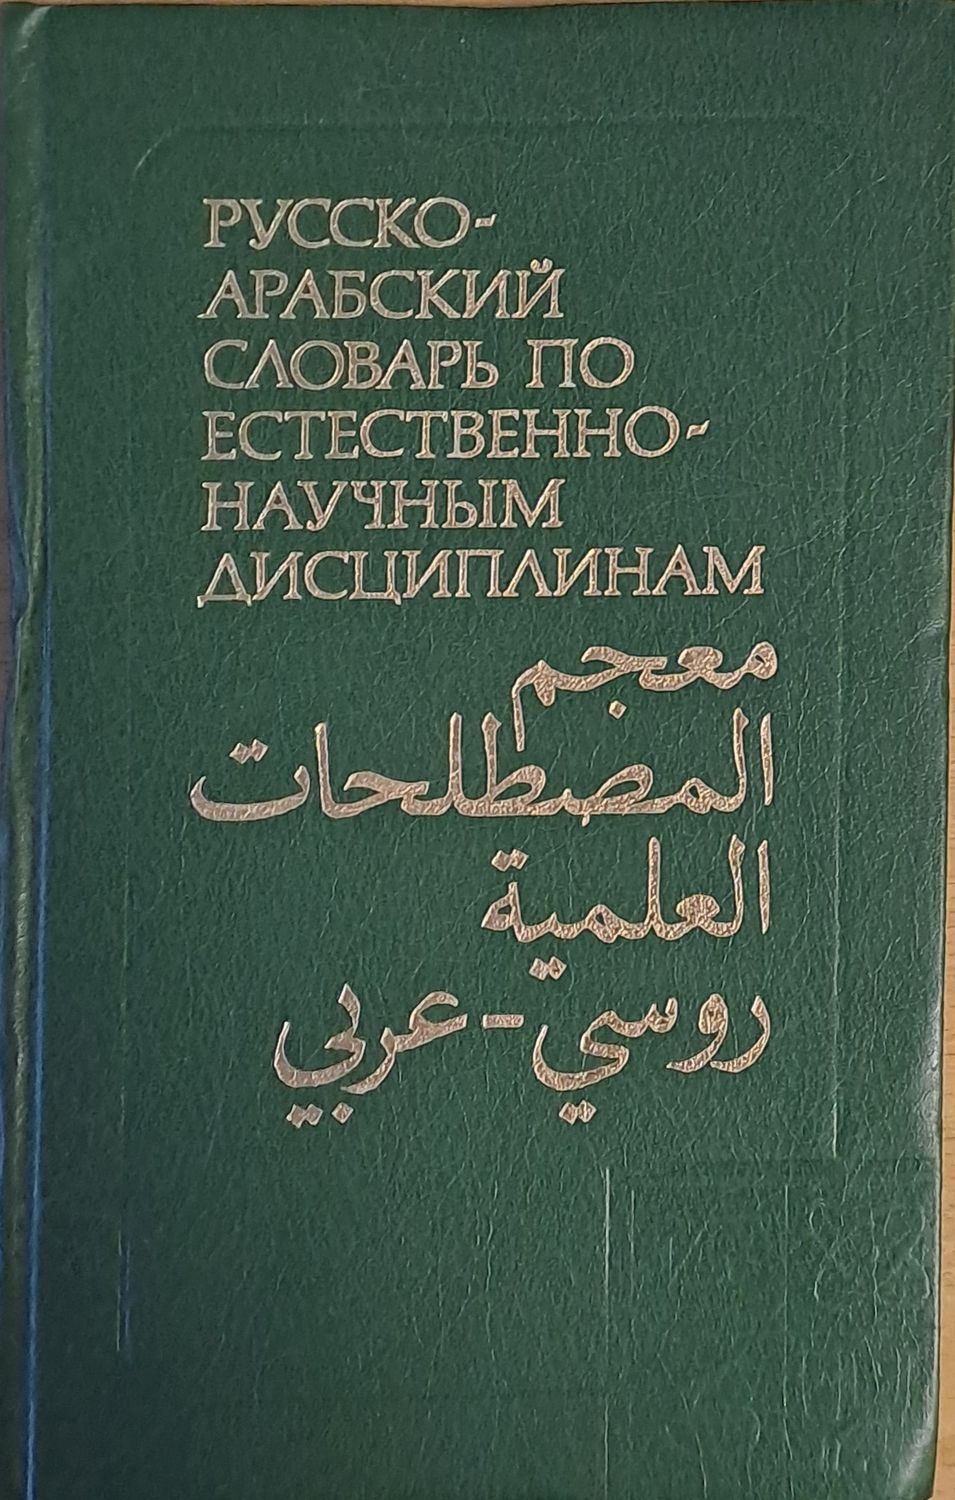 РУССКО-
АРАБСКИЙ
СЛОВАРЬ ПО
ЕСТЕСТВЕННО-
НАУЧНЫМ
ДИСЦИПЛИНАМ
معجم
المصطلحات
العلمية
روسي - عربي